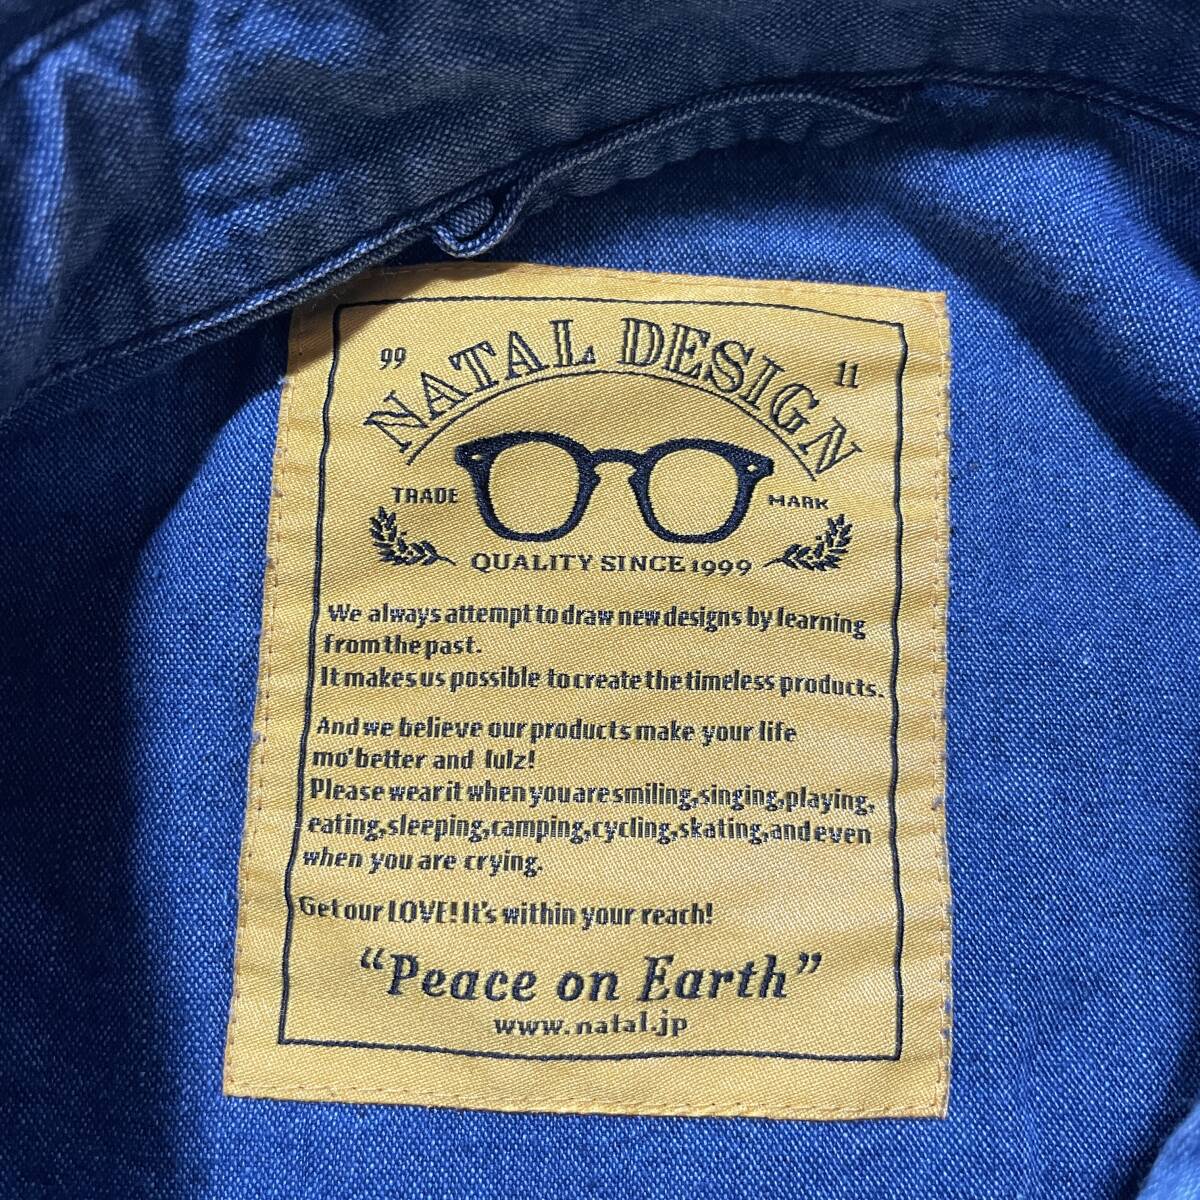 99
NATAL DESIGN
11
TRADE
MARK
QUALITY SINCE 1999
We always attempt to draw new designs by learning
from the past.
It makes us possible to create the timeless products.
And we believe our products make your life
mo' better and lulz!
Please wear it when you are smiling,singing,playing,
eating,sleeping,camping,cycling,skating,and even
when you are crying.
Get our LOVE! It's within your reach!
“Peace on Earth”
www.natal.jp